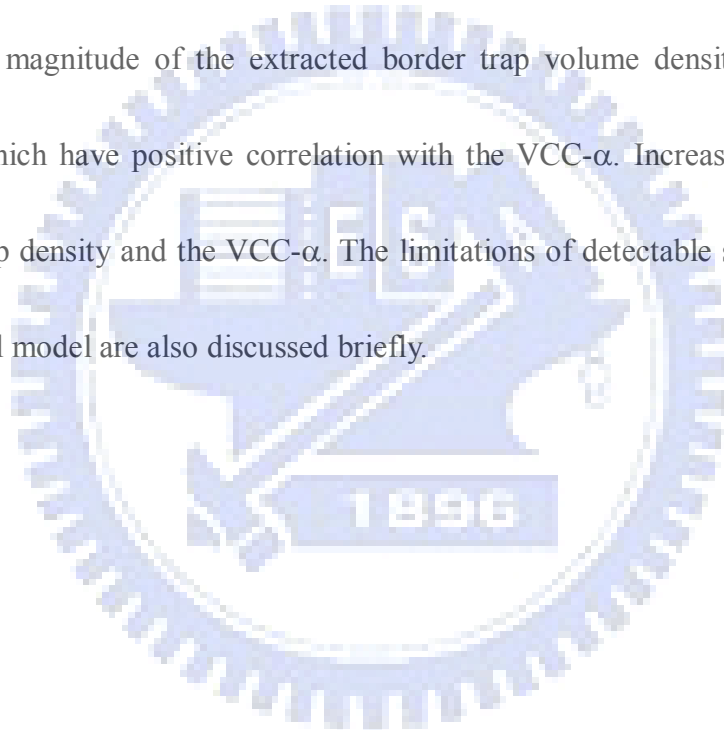 magnitude of the extracted border trap volume densit
hich have positive correlation with the VCC-α. Increas
p density and the VCC-α. The limitations of detectable s
l model are also discussed briefly.
ES
1896